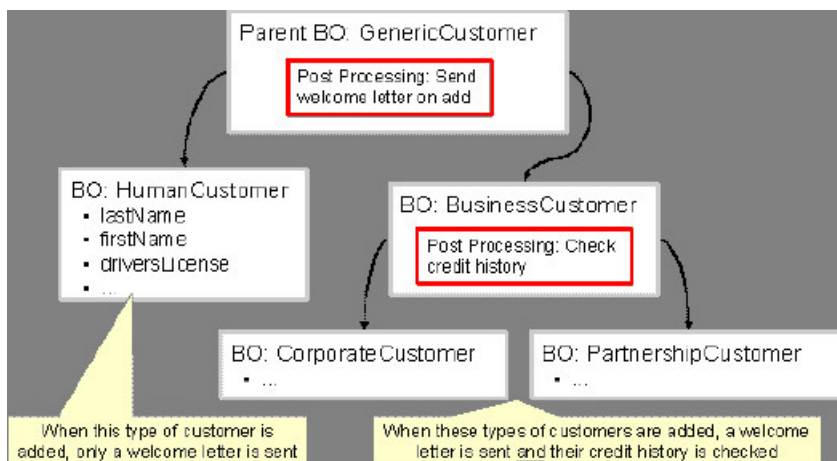 Parent BO: GenericCustomer
Post Processing: Send
welcome letter on add
BO: HumanCustomer
▪ lastName
▪ firstName
▪ driversLicense
▪ ...
BO: BusinessCustomer
Post Processing: Check
credit history
BO: CorporateCustomer
▪ ...
BO: PartnershipCustomer
▪ ...
When this type of customer is
added, only a welcome letter is sent
When these types of customers are added, a welcome
letter is sent and their credit history is checked